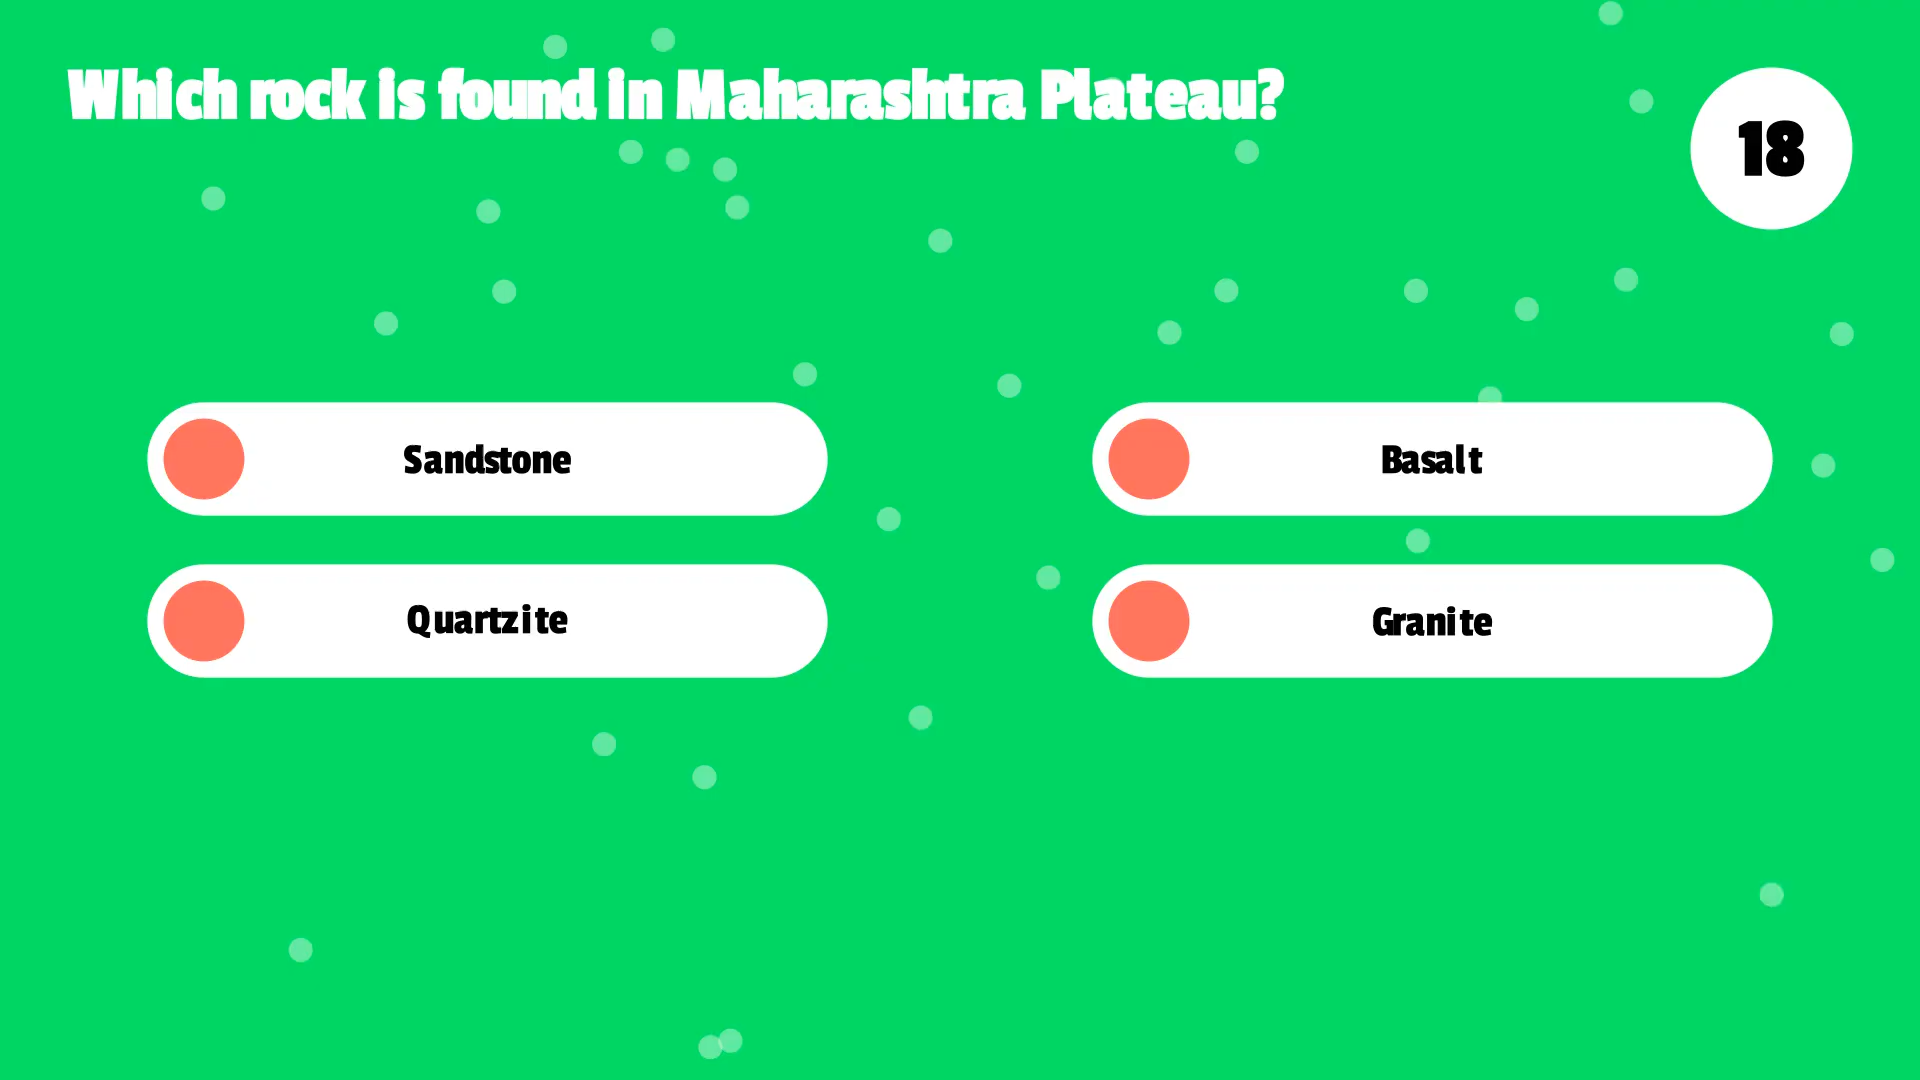 Which rock is found in Maharashtra Plateau?
18
Sandstone
Basalt
Quartzite
Granite